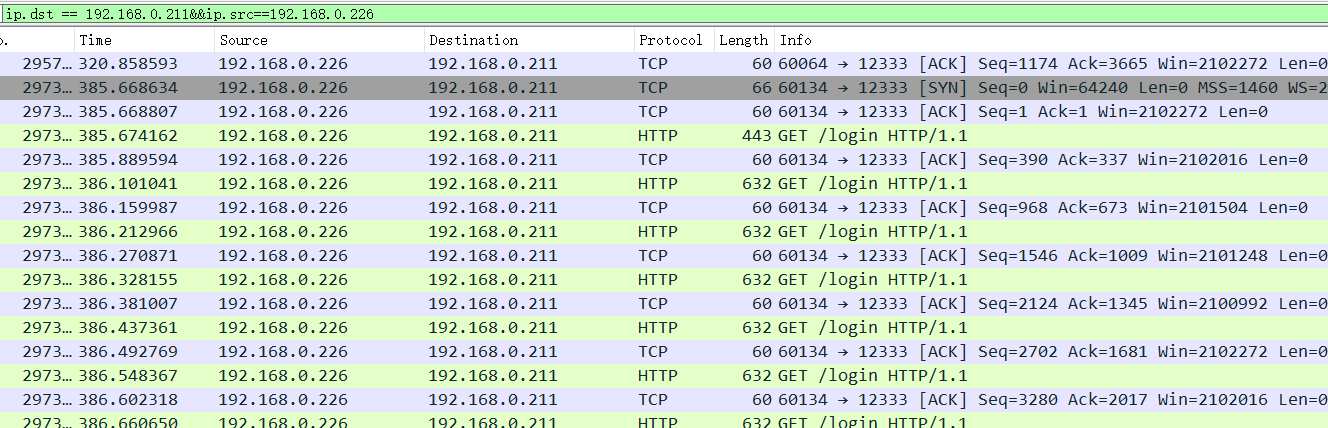 ip.dst == 192.168.0.211&&ip.src==192.168.0.226
o. Time Source Destination Protocol Length Info
2957… 320.858593 192.168.0.226 192.168.0.211 TCP 60 60064 → 12333 [ACK] Seq=1174 Ack=3665 Win=2102272 Len=0
2973… 385.668634 192.168.0.226 192.168.0.211 TCP 66 60134 → 12333 [SYN] Seq=0 Win=64240 Len=0 MSS=1460 WS=2
2973… 385.668807 192.168.0.226 192.168.0.211 TCP 60 60134 → 12333 [ACK] Seq=1 Ack=1 Win=2102272 Len=0
2973… 385.674162 192.168.0.226 192.168.0.211 HTTP 443 GET /login HTTP/1.1
2973… 385.889594 192.168.0.226 192.168.0.211 TCP 60 60134 → 12333 [ACK] Seq=390 Ack=337 Win=2102016 Len=0
2973… 386.101041 192.168.0.226 192.168.0.211 HTTP 632 GET /login HTTP/1.1
2973… 386.159987 192.168.0.226 192.168.0.211 TCP 60 60134 → 12333 [ACK] Seq=968 Ack=673 Win=2101504 Len=0
2973… 386.212966 192.168.0.226 192.168.0.211 HTTP 632 GET /login HTTP/1.1
2973… 386.270871 192.168.0.226 192.168.0.211 TCP 60 60134 → 12333 [ACK] Seq=1546 Ack=1009 Win=2101248 Len=0
2973… 386.328155 192.168.0.226 192.168.0.211 HTTP 632 GET /login HTTP/1.1
2973… 386.381007 192.168.0.226 192.168.0.211 TCP 60 60134 → 12333 [ACK] Seq=2124 Ack=1345 Win=2100992 Len=0
2973… 386.437361 192.168.0.226 192.168.0.211 HTTP 632 GET /login HTTP/1.1
2973… 386.492769 192.168.0.226 192.168.0.211 TCP 60 60134 → 12333 [ACK] Seq=2702 Ack=1681 Win=2102272 Len=0
2973… 386.548367 192.168.0.226 192.168.0.211 HTTP 632 GET /login HTTP/1.1
2973… 386.602318 192.168.0.226 192.168.0.211 TCP 60 60134 → 12333 [ACK] Seq=3280 Ack=2017 Win=2102016 Len=0
2973… 386.660650 192.168.0.226 192.168.0.211 HTTP 632 GET /login HTTP/1.1